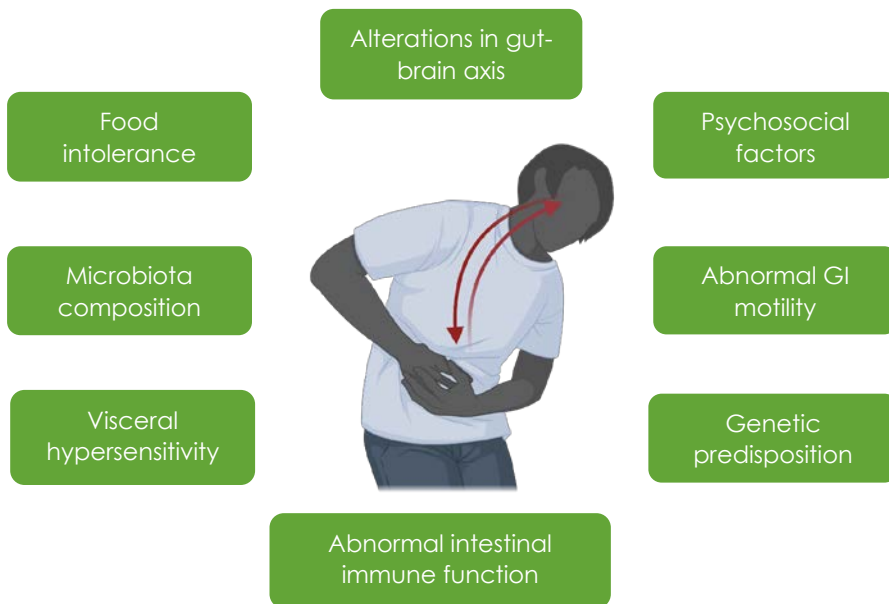 Alterations in gut-
brain axis
Food
intolerance
Psychosocial
factors
Microbiota
composition
Abnormal GI
motility
Visceral
hypersensitivity
Genetic
predisposition
Abnormal intestinal
immune function